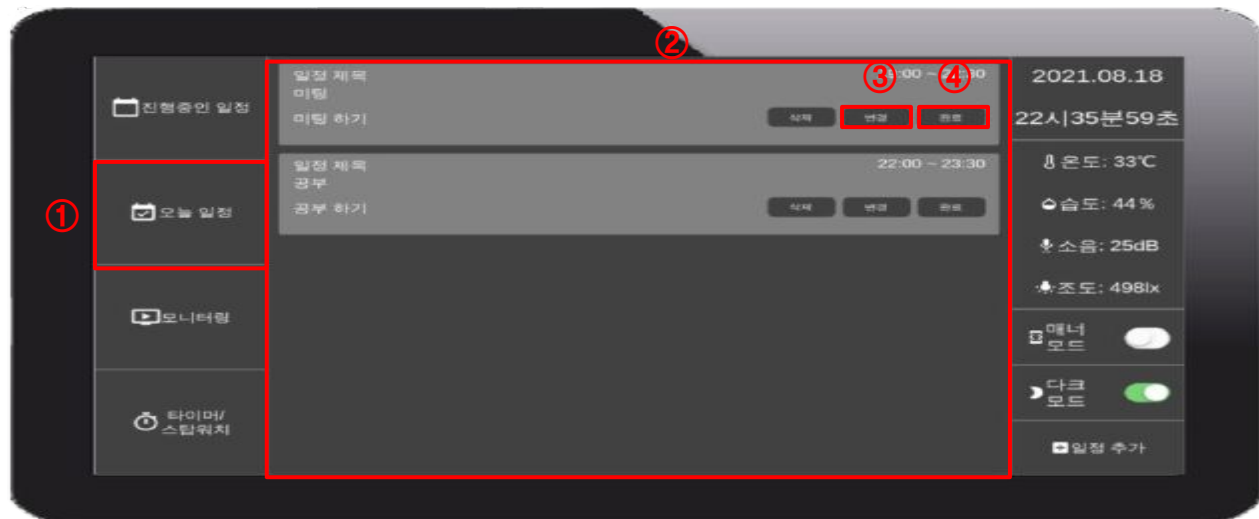 ①
②
③
④
진행중인 일정
오늘 일정
모니터링
타이머/
스탑워치
일정 제목
미팅
미팅 하기
삭제
변경
완료
일정 제목
22:00 ~ 23:30
공부
공부 하기
삭제
변경
완료
2021.08.18
22시35분59초
온도: 33℃
습도: 44%
소음: 25dB
조도: 498lx
매너
모드
다크
모드
일정 추가